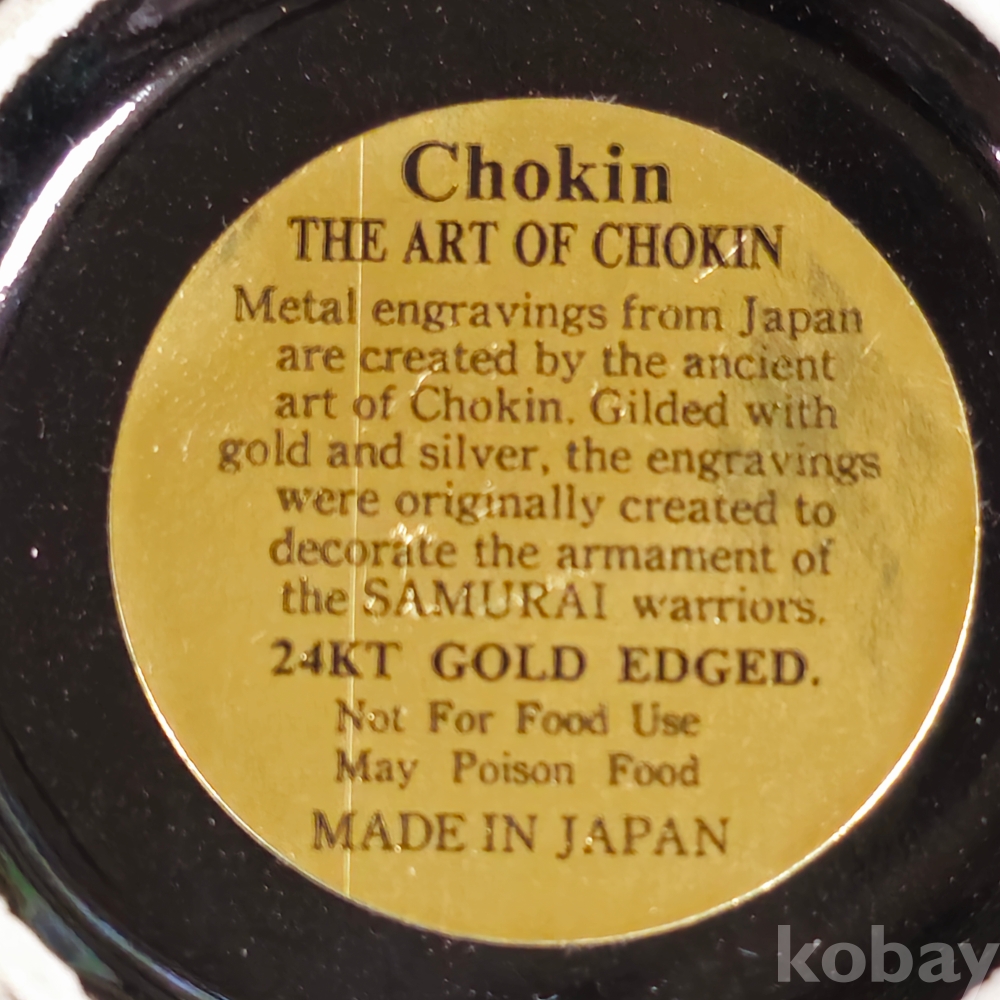 Chokin
THE ART OF CHOKIN
Metal engravings from Japan
are created by the ancient
art of Chokin. Gilded with
gold and silver, the engravings
were originally created to
decorate the armament of
the SAMURAI warriors.
24KT GOLD EDGED.
Not For Food Use
May Poison Food
MADE IN JAPAN
kobay